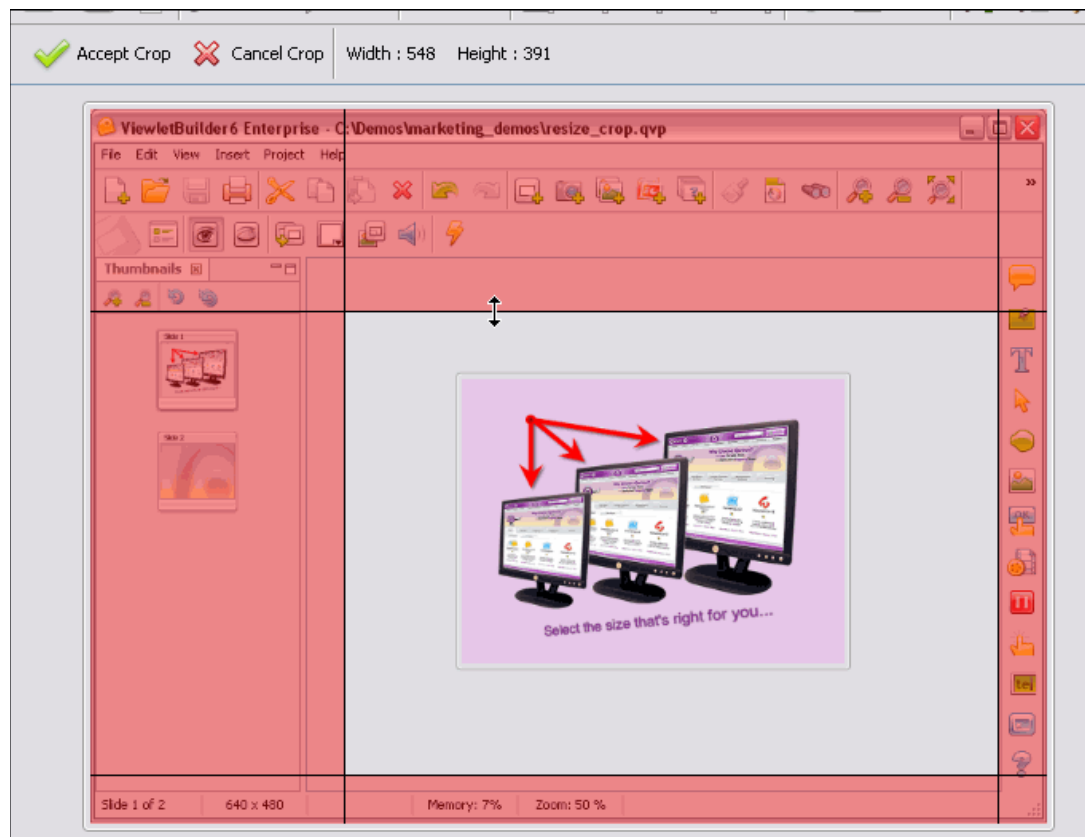 Accept Crop Cancel Crop Width : 548 Height : 391
ViewletBuilder6 Enterprise - C:\Demos\marketing_demos\resize_crop.qvp
File Edit View Insert Project Help
»
Thumbnails
Slide 1
Slide 2
T
Select the size that's right for you...
OK
Slide 1 of 2 640 x 480 Memory: 7% Zoom: 50 %